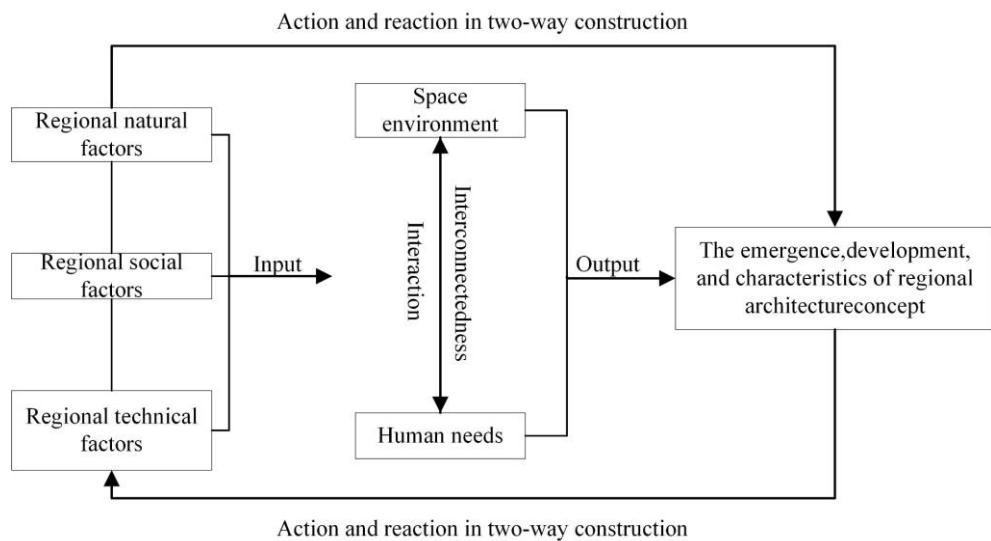 Action and reaction in two-way construction
Regional natural
factors
Regional social
factors
Regional technical
factors
Input
Space
environment
Interconnectedness
Interaction
Human needs
Output
The emergence,development,
and characteristics of regional
architectureconcept
Action and reaction in two-way construction